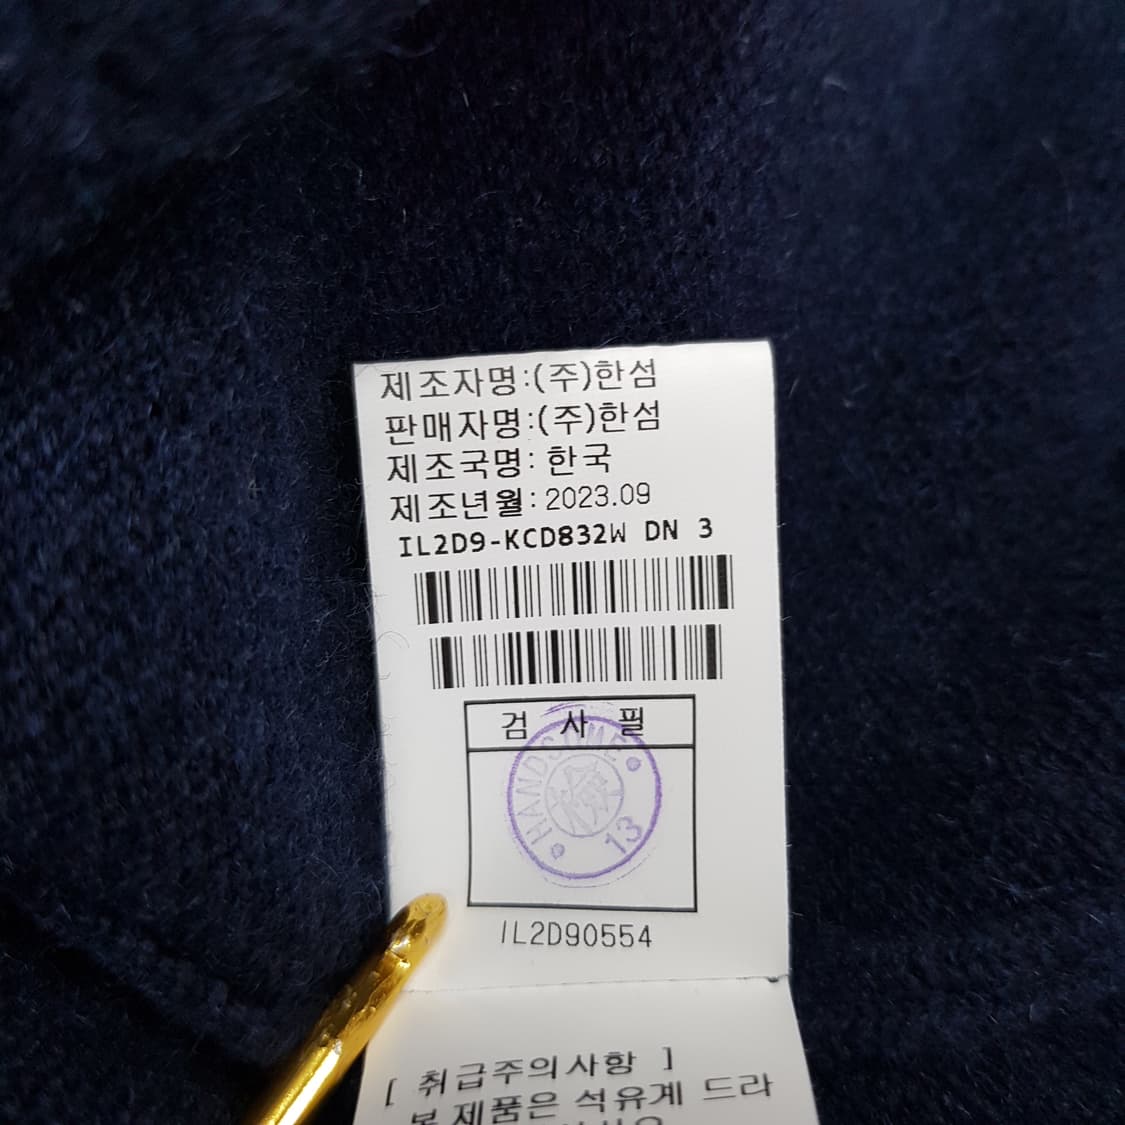 제조자명:(주)한섬
판매자명:(주)한섬
제조국명: 한국
제조년월: 2023.09
IL2D9-KCD832W DN 3
검 사 필
HANDSOME
13
IL2D90554
[ 취급주의사항 ]
본 제품은 석유계 드라